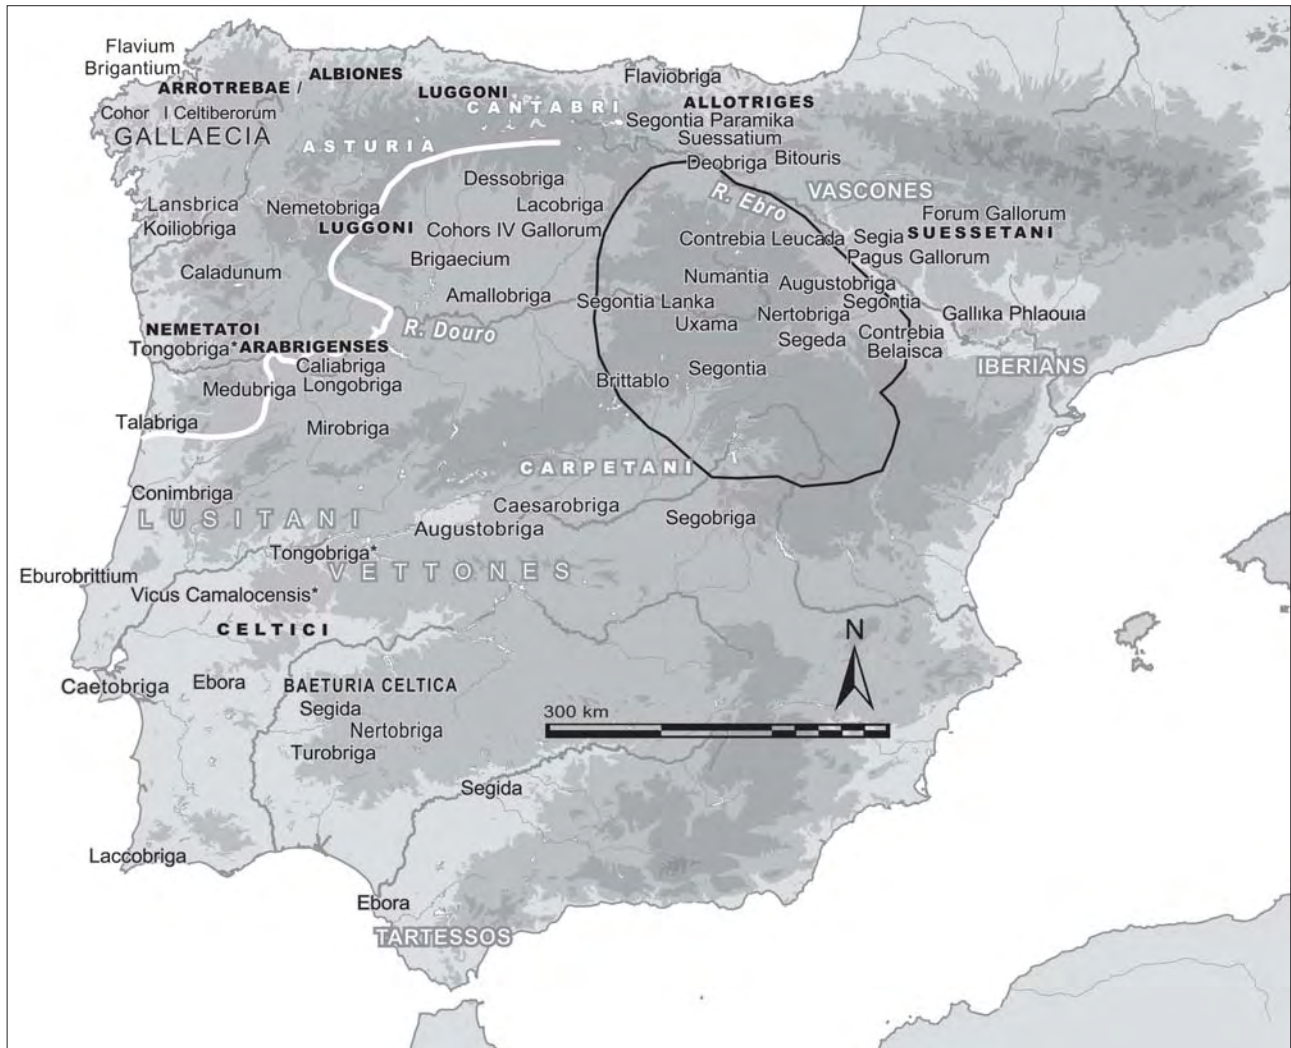 Flavium
Brigantium
ARROTREBAE /
ALBIONES
LUGGONI
CANTABRI
Flaviobriga
ALLOTRIGES
Cohor I Celtiberorum
GALLAECIA
ASTURIA
Segontia Paramika
Suessatium
Deobriga
Bitouris
Dessobriga
R. Ebro
VASCONES
Lansbrica
Nemetobriga
Lacobriga
Forum Gallorum
Koiliobriga
LUGGONI
Cohors IV Gallorum
Contrebia Leucada
Segia
SUESSETANI
Brigaecium
Pagus Gallorum
Caladunum
Numantia
Augustobriga
Amallobriga
Segontia Lanka
Segontia
Nertobriga
Gallıka Phlaouıa
NEMETATOI
R. Douro
Uxama
Segeda
Contrebia
Belaisca
Tongobriga*
ARABRIGENSES
Caliabriga
Segontia
IBERIANS
Medubriga
Longobriga
Brittablo
Talabriga
Mirobriga
CARPETANI
Conimbriga
Caesarobriga
LUSITANI
Augustobriga
Segobriga
Tongobriga*
Eburobrittium
VETTONES
Vicus Camalocensis*
CELTICI
N
Caetobriga
Ebora
BAETURIA CELTICA
Segida
300 km
Nertobriga
Turobriga
Segida
Laccobriga
Ebora
TARTESSOS